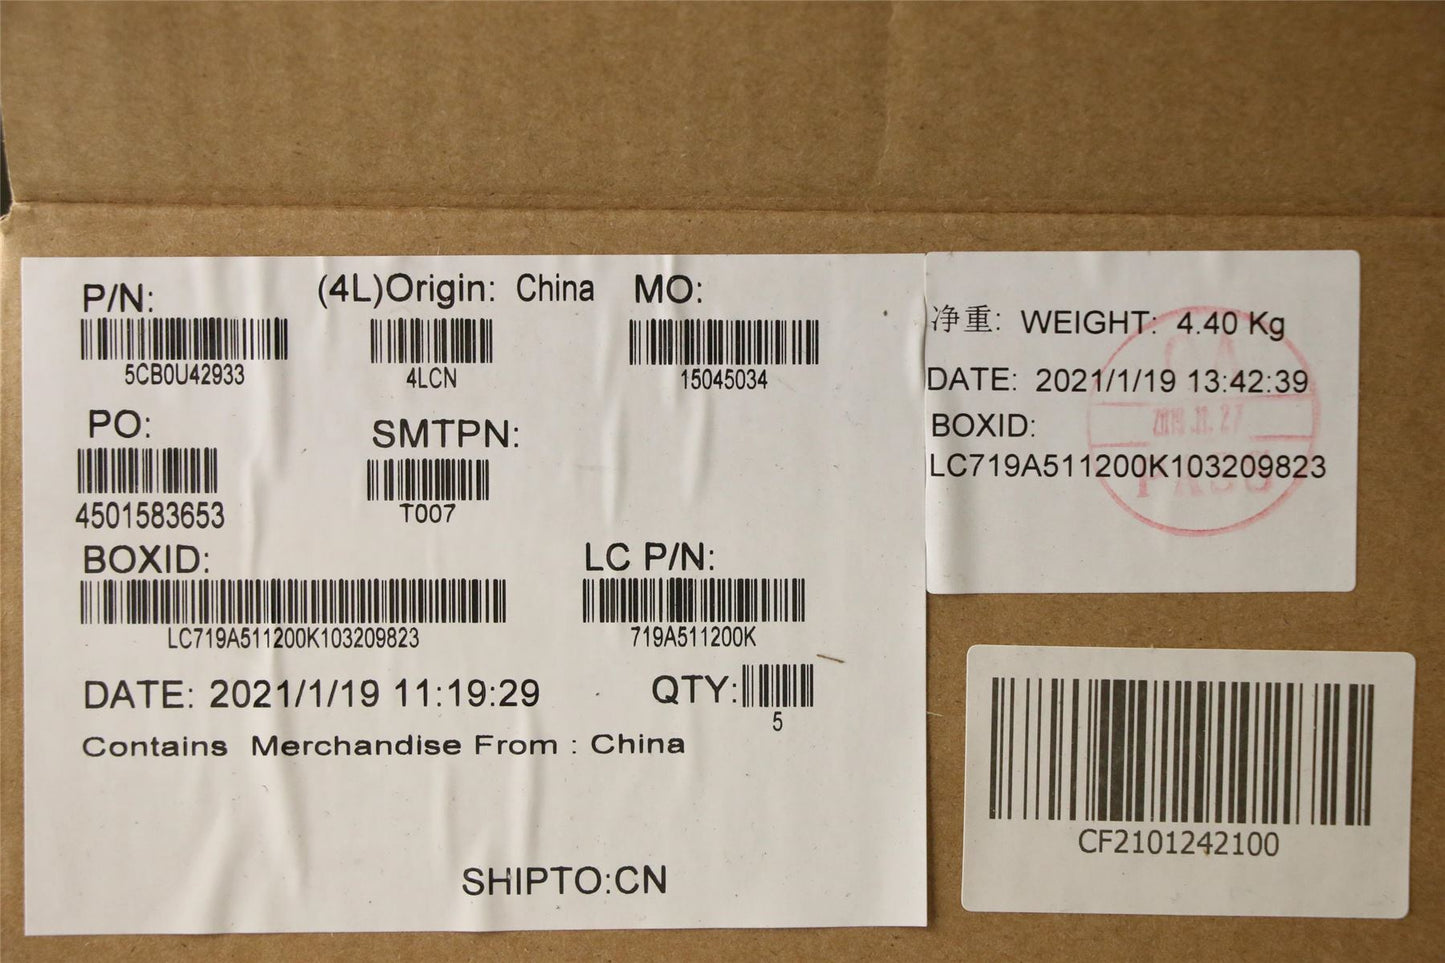 P/N:
5CB0U42933
(4L)Origin: China
4LCN
MO:
15045034
PO:
4501583653
SMTPN:
T007
BOXID:
LC719A511200K103209823
LC P/N:
719A511200K
DATE: 2021/1/19 11:19:29
QTY:
5
Contains Merchandise From : China
SHIPTO:CN
净重: WEIGHT: 4.40 Kg
DATE: 2021/1/19 13:42:39
BOXID:
LC719A511200K103209823
CF2101242100